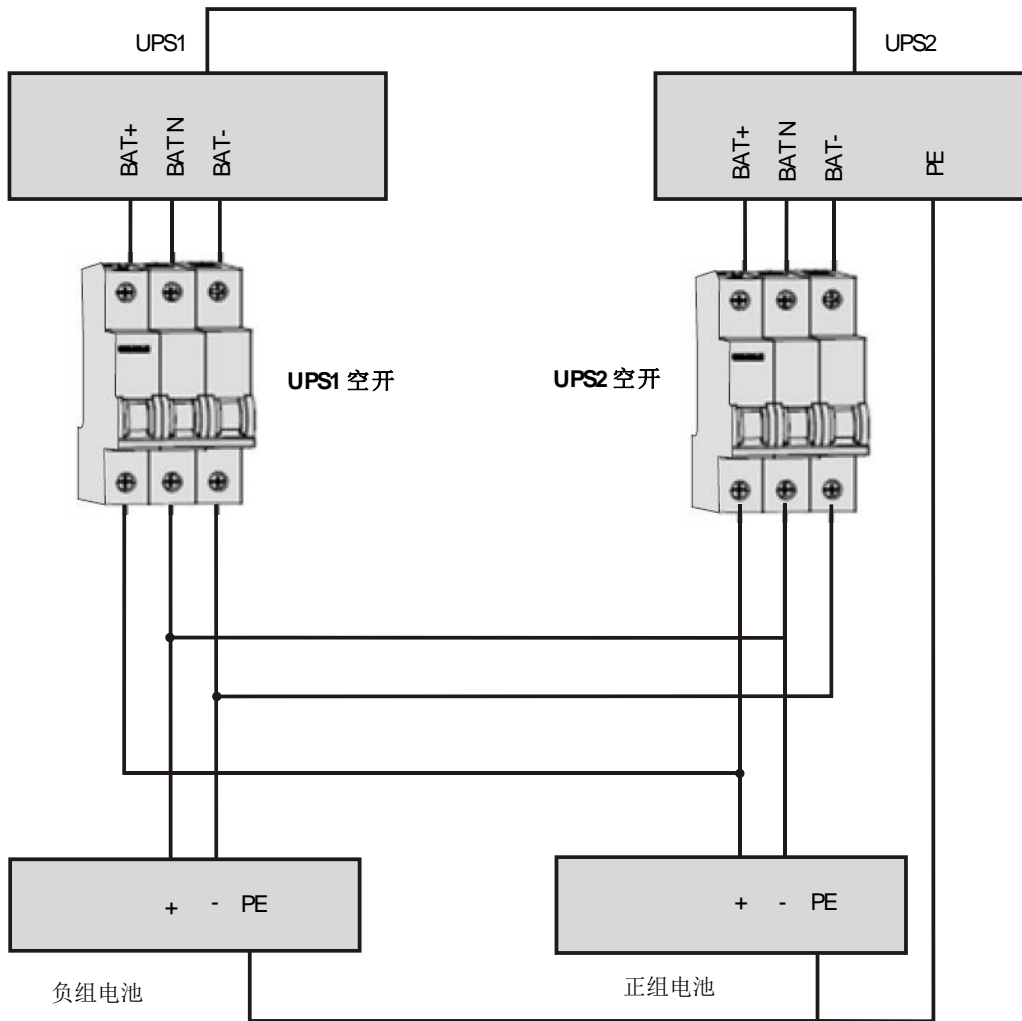 UPS1
UPS2
BAT+
BAT N
BAT-
BAT+
BAT N
BAT-
PE
UPS1 空开
UPS2 空开
+ - PE
+ - PE
负组电池
正组电池